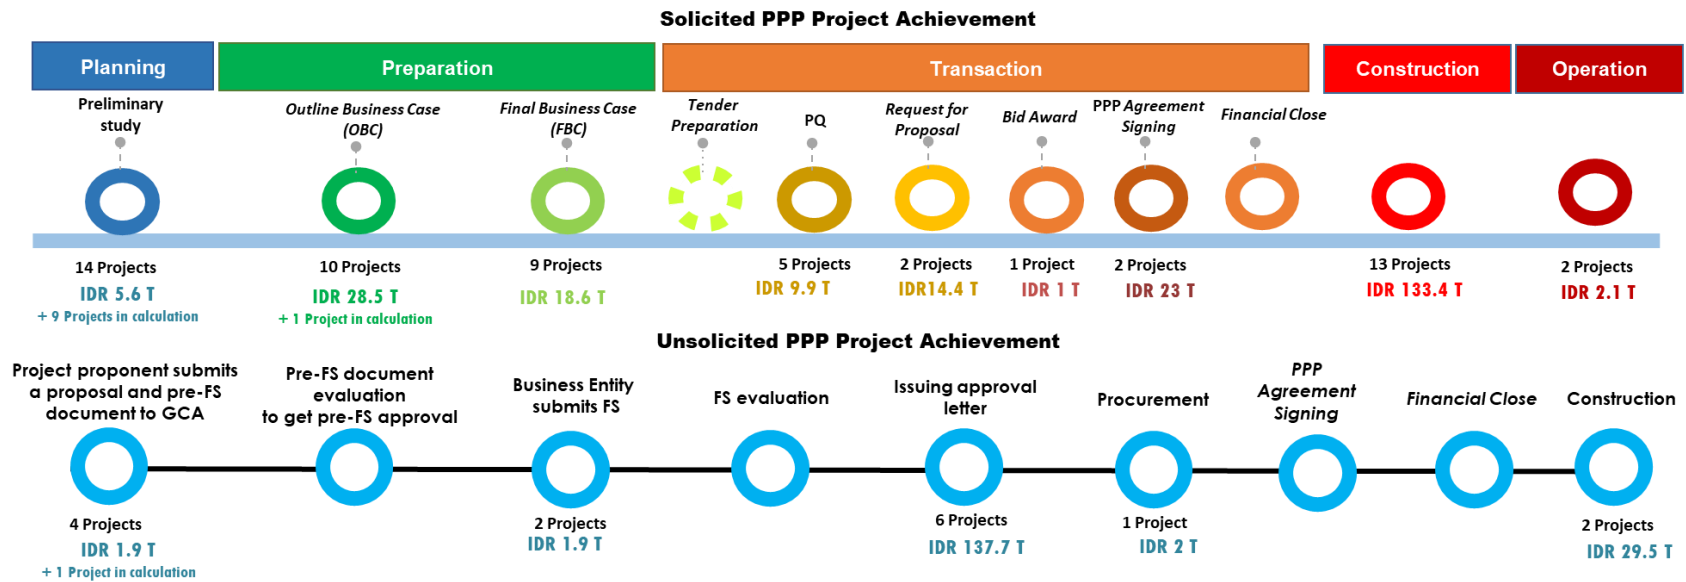 Solicited PPP Project Achievement
Planning
Preparation
Transaction
Construction
Operation
Preliminary
study
Outline Business Case
(OBC)
Final Business Case
(FBC)
Tender
Preparation
PQ
Request for
Proposal
Bid Award
PPP Agreement
Signing
Financial Close
14 Projects
IDR 5.6 T
+ 9 Projects in calculation
10 Projects
IDR 28.5 T
+ 1 Project in calculation
9 Projects
IDR 18.6 T
5 Projects
IDR 9.9 T
2 Projects
IDR14.4 T
1 Project
IDR 1 T
2 Projects
IDR 23 T
13 Projects
IDR 133.4 T
2 Projects
IDR 2.1 T
Unsolicited PPP Project Achievement
Project proponent submits
a proposal and pre-FS
document to GCA
Pre-FS document
evaluation
to get pre-FS approval
Business Entity
submits FS
FS evaluation
Issuing approval
letter
Procurement
PPP
Agreement
Signing
Financial Close
Construction
4 Projects
IDR 1.9 T
+ 1 Project in calculation
2 Projects
IDR 1.9 T
6 Projects
IDR 137.7 T
1 Project
IDR 2 T
2 Projects
IDR 29.5 T